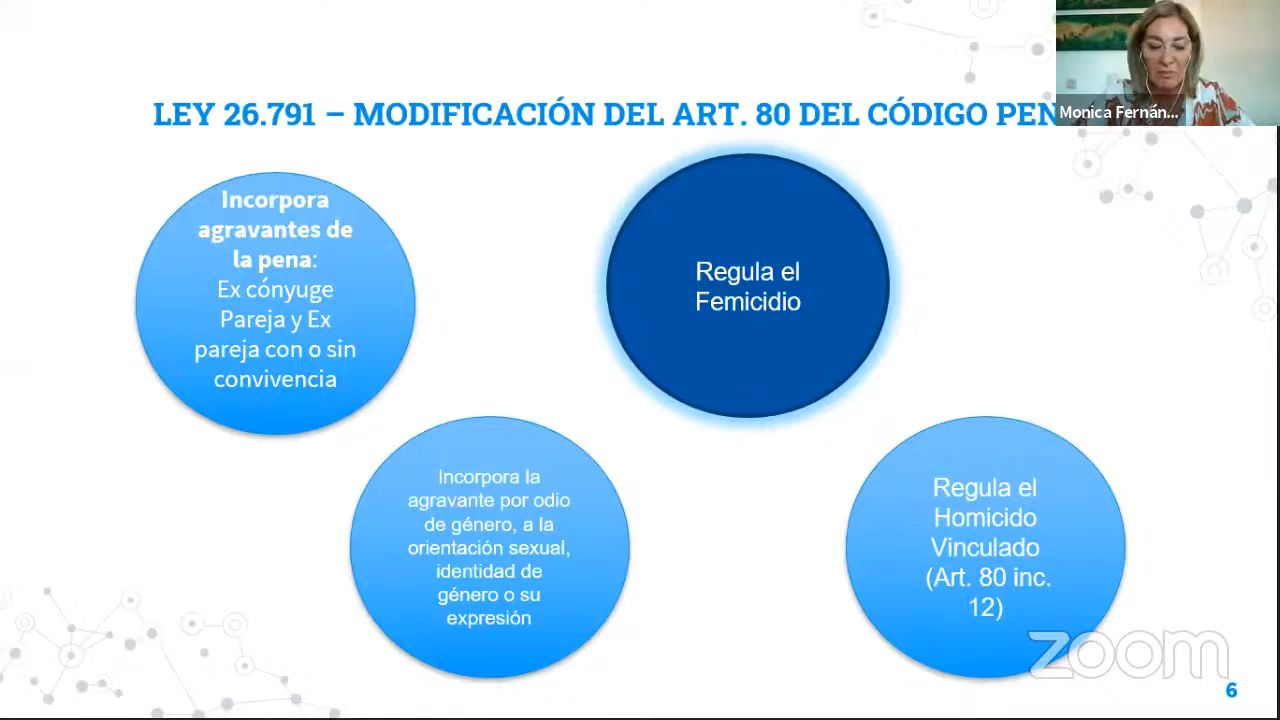 LEY 26.791 – MODIFICACIÓN DEL ART. 80 DEL CÓDIGO PEN
Monica Fernán...
Incorpora
agravantes de
la pena:
Ex cónyuge
Pareja y Ex
pareja con o sin
convivencia
Regula el
Femicidio
Incorpora la
agravante por odio
de género, a la
orientación sexual,
identidad de
género o su
expresión
Regula el
Homicido
Vinculado
(Art. 80 inc.
12)
zoom
6